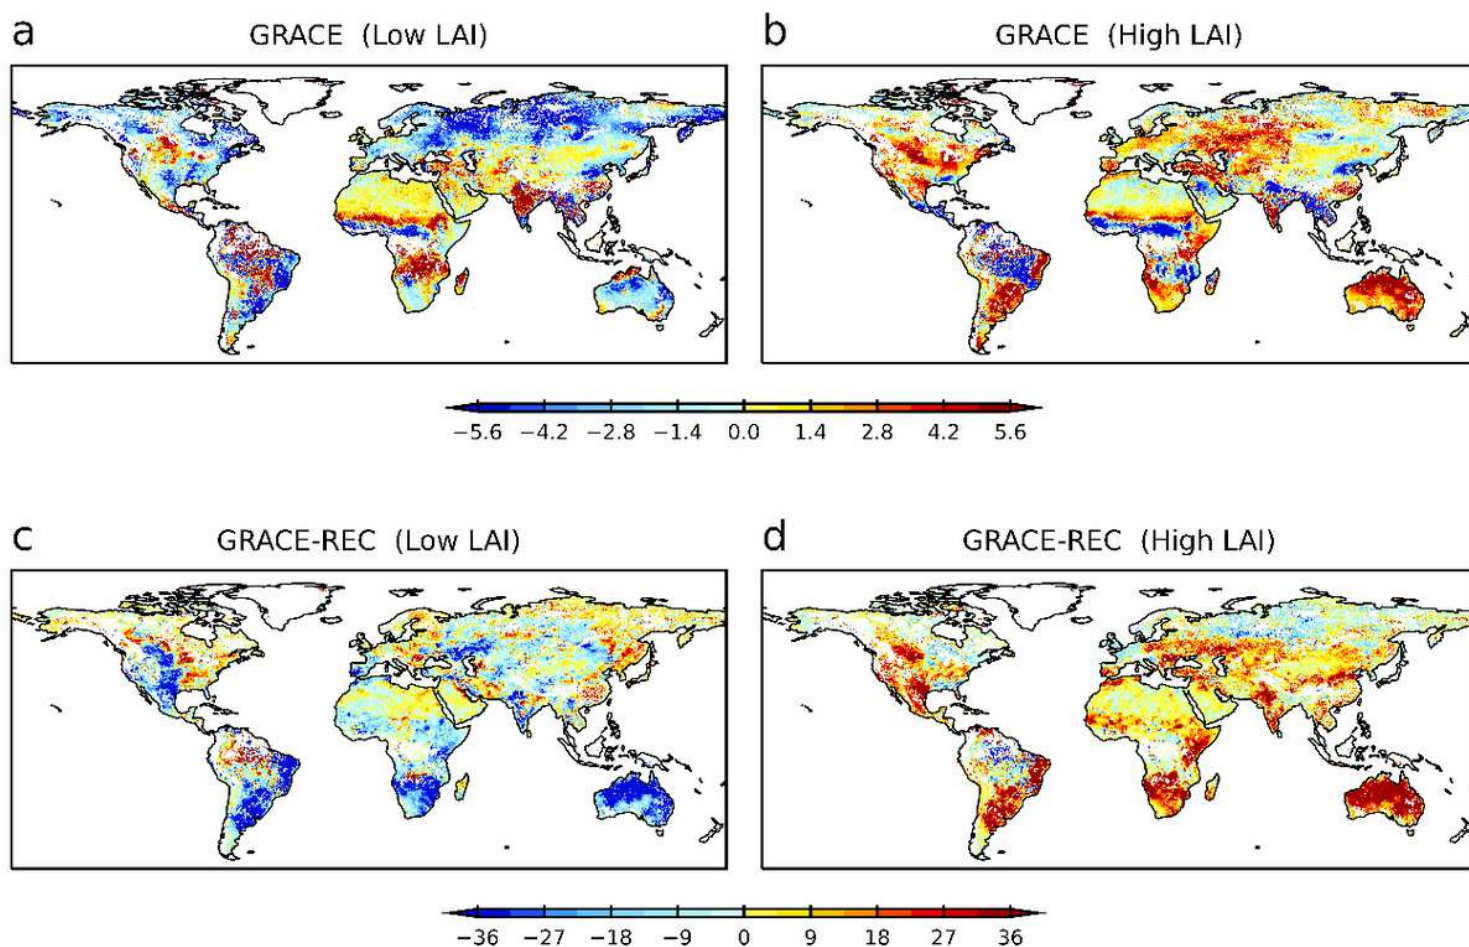 a GRACE (Low LAI)
b GRACE (High LAI)
−5.6 −4.2 −2.8 −1.4 0.0 1.4 2.8 4.2 5.6
c GRACE-REC (Low LAI)
d GRACE-REC (High LAI)
−36 −27 −18 −9 0 9 18 27 36